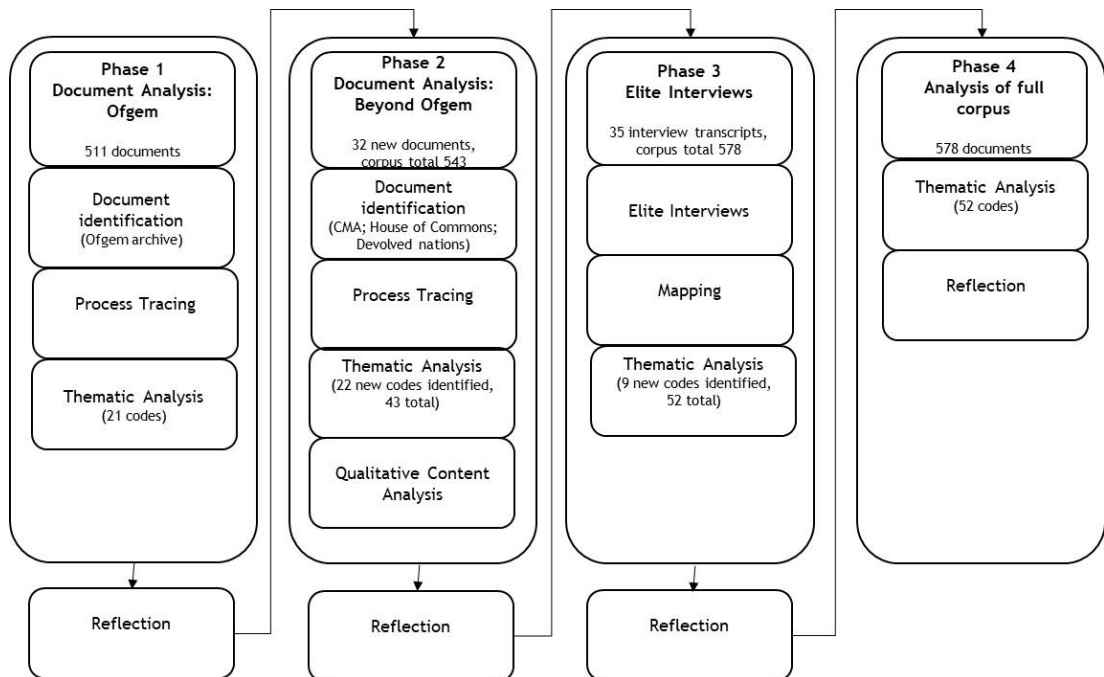 Phase 1
Document Analysis:
Ofgem
511 documents
Document
identification
(Ofgem archive)
Process Tracing
Thematic Analysis
(21 codes)
Reflection
Phase 2
Document Analysis:
Beyond Ofgem
32 new documents,
corpus total 543
Document
identification
(CMA; House of Commons;
Devolved nations)
Process Tracing
Thematic Analysis
(22 new codes identified,
43 total)
Qualitative Content
Analysis
Reflection
Phase 3
Elite Interviews
35 interview transcripts,
corpus total 578
Elite Interviews
Mapping
Thematic Analysis
(9 new codes identified,
52 total)
Reflection
Phase 4
Analysis of full
corpus
578 documents
Thematic Analysis
(52 codes)
Reflection